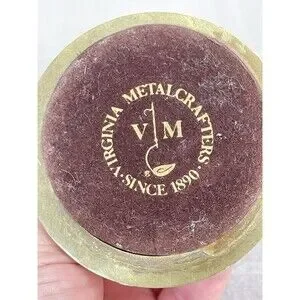 VIRGINIA METALCRAFTERS · SINCE 1890 ·
V M
®